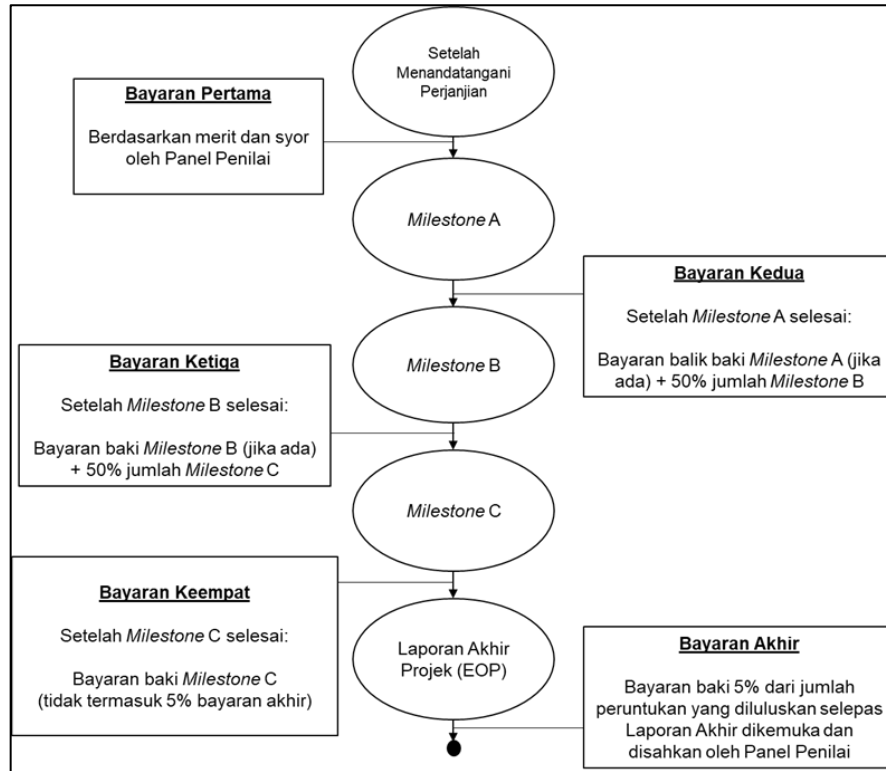 Setelah
Menandatangani
Perjanjian
Bayaran Pertama
Berdasarkan merit dan syor
oleh Panel Penilai
Milestone A
Bayaran Kedua
Setelah Milestone A selesai:
Bayaran balik baki Milestone A (jika
ada) + 50% jumlah Milestone B
Milestone B
Bayaran Ketiga
Setelah Milestone B selesai:
Bayaran baki Milestone B (jika ada)
+ 50% jumlah Milestone C
Milestone C
Bayaran Keempat
Setelah Milestone C selesai:
Bayaran baki Milestone C
(tidak termasuk 5% bayaran akhir)
Laporan Akhir
Projek (EOP)
Bayaran Akhir
Bayaran baki 5% dari jumlah
peruntukan yang diluluskan selepas
Laporan Akhir dikemuka dan
disahkan oleh Panel Penilai